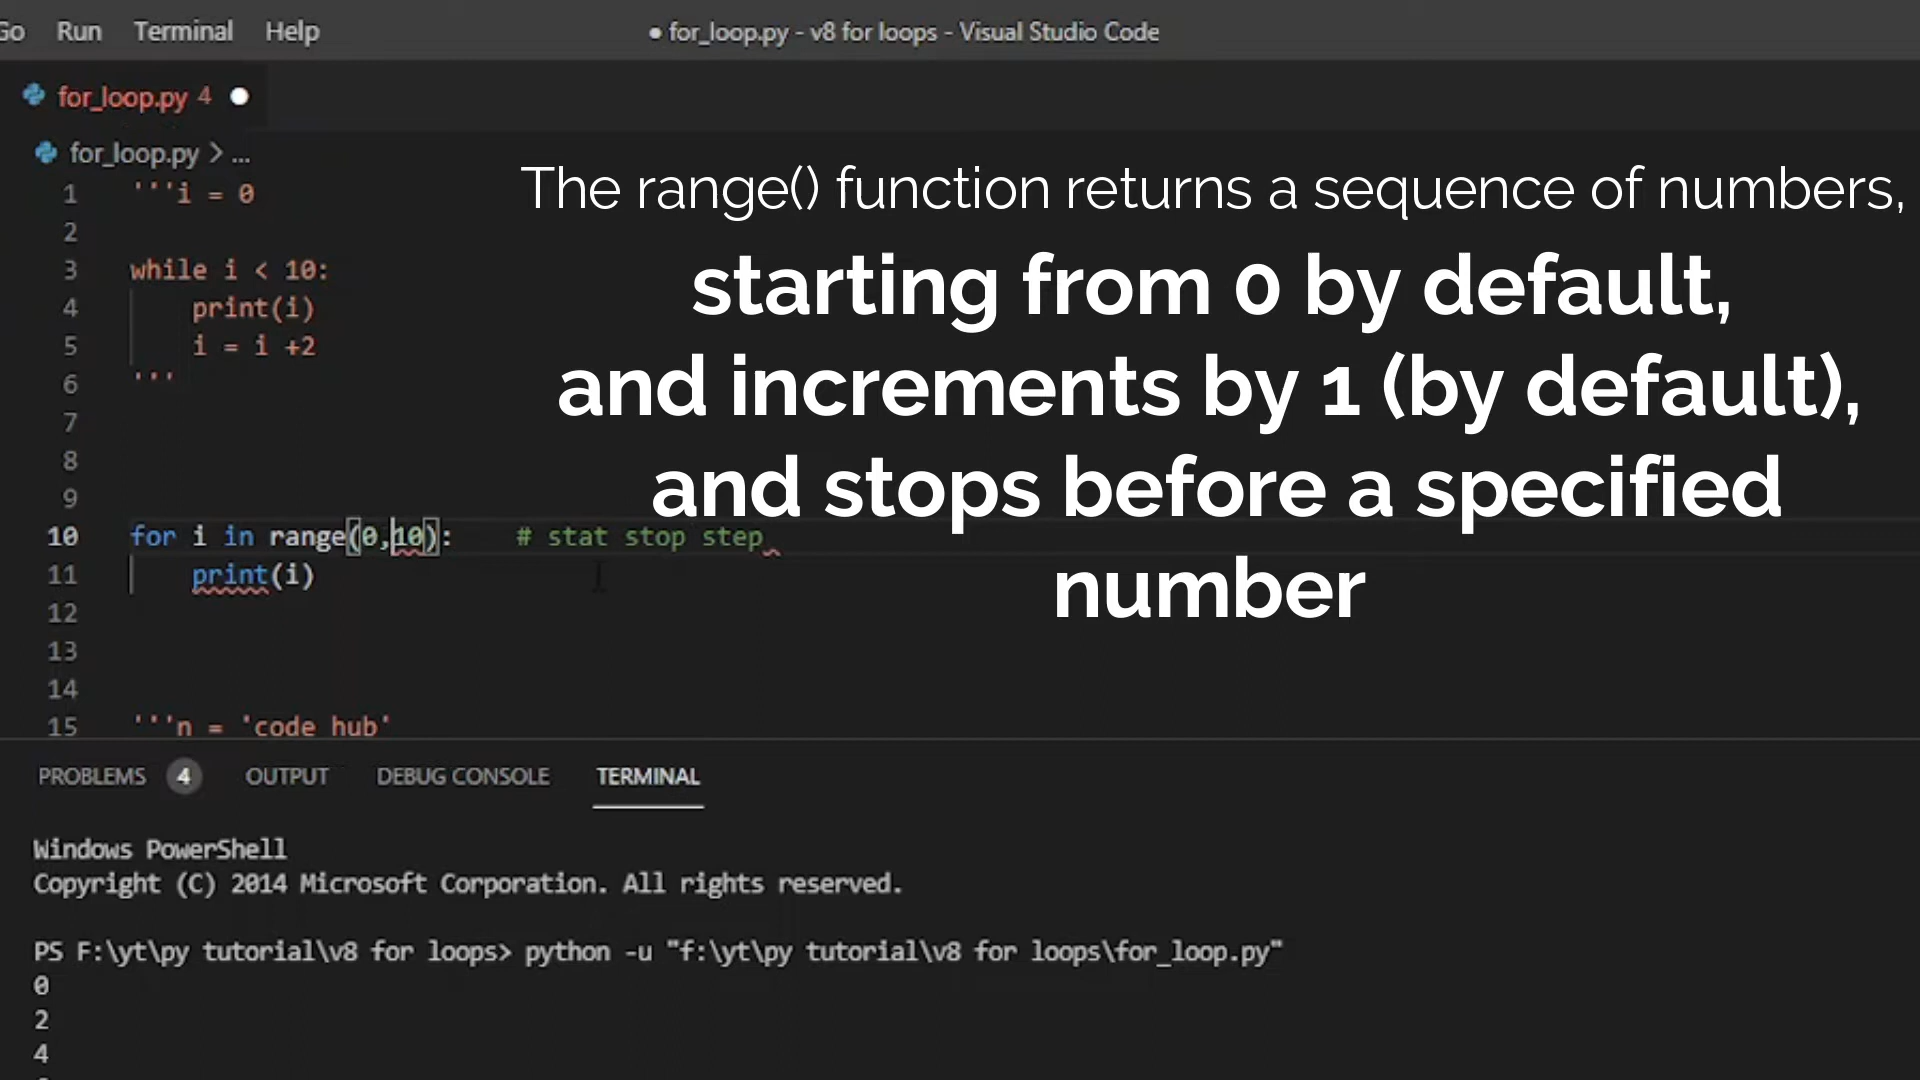 Go Run Terminal Help ● for_loop.py - v8 for loops - Visual Studio Code
for_loop.py 4 ●
for_loop.py > ...
The range() function returns a sequence of numbers,
starting from 0 by default,
and increments by 1 (by default),
and stops before a specified
number
1 '''i = 0
2
3 while i < 10:
4 print(i)
5 i = i +2
6 '''
7
8
9
10 for i in range(0,10): # stat stop step
11 print(i)
12
13
14
15 '''n = 'code hub'
PROBLEMS 4 OUTPUT DEBUG CONSOLE TERMINAL
Windows PowerShell
Copyright (C) 2014 Microsoft Corporation. All rights reserved.
PS F:\yt\py tutorial\v8 for loops> python -u "f:\yt\py tutorial\v8 for loops\for_loop.py"
0
2
4